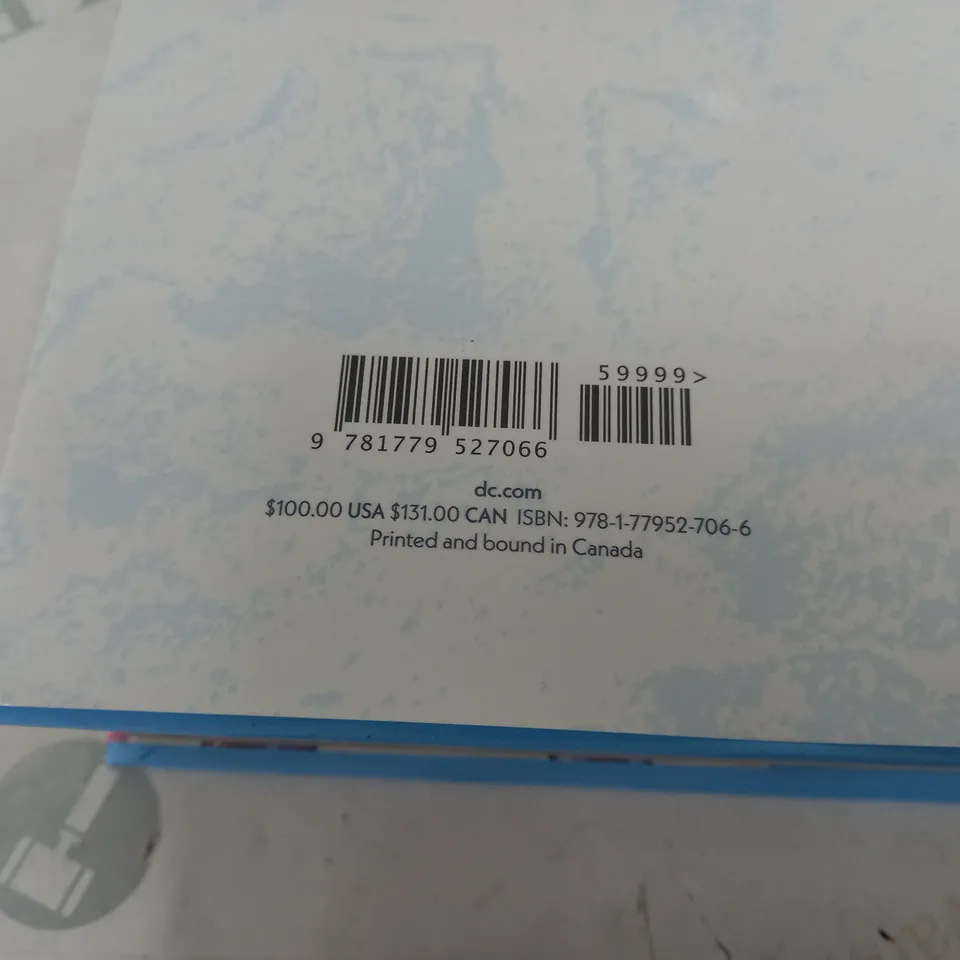 59999>
9 781779 527066
dc.com
$100.00 USA $131.00 CAN ISBN: 978-1-77952-706-6
Printed and bound in Canada